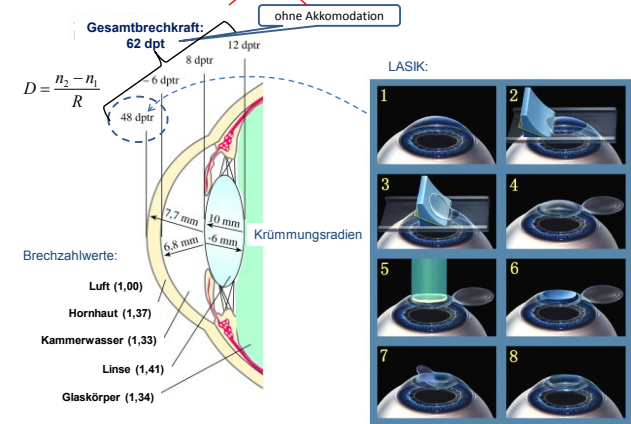 ohne Akkomodation
Gesamtbrechkraft:
62 dpt
12 dptr
8 dptr
- 6 dptr
48 dptr
D = (n₂ − n₁) / R
LASIK:
7,7 mm
10 mm
6,8 mm
-6 mm
Krümmungsradien
Brechzahlwerte:
Luft (1,00)
Hornhaut (1,37)
Kammerwasser (1,33)
Linse (1,41)
Glaskörper (1,34)
1
2
3
4
5
6
7
8